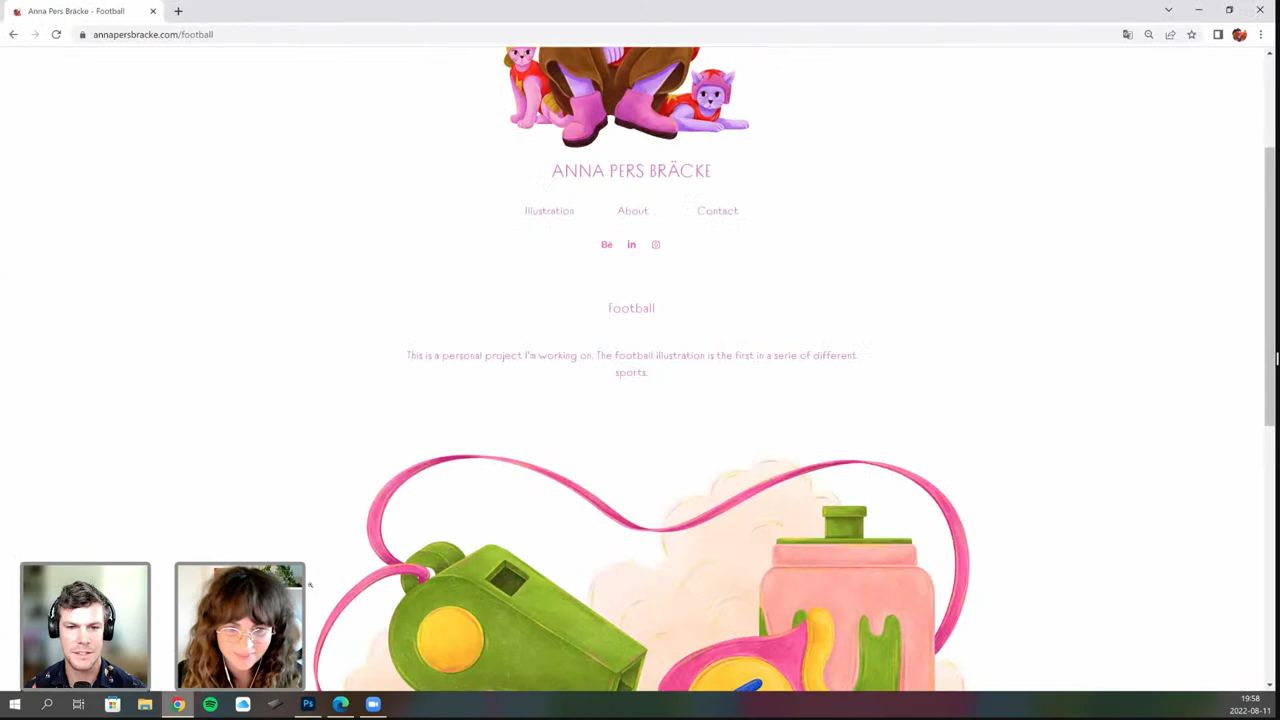 Anna Pers Bräcke - Football
annapersbracke.com/football
ANNA PERS BRÄCKE
Illustration About Contact
Bē in
Football
This is a personal project I'm working on. The football illustration is the first in a serie of different
sports.
Ps
19:58
2022-08-11